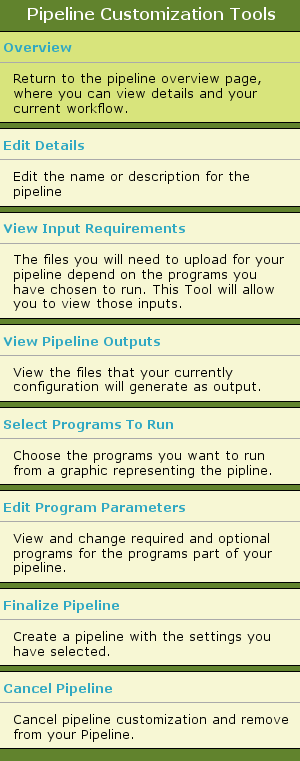 Pipeline Customization Tools
Overview
Return to the pipeline overview page,
where you can view details and your
current workflow.
Edit Details
Edit the name or description for the
pipeline
View Input Requirements
The files you will need to upload for your
pipeline depend on the programs you
have chosen to run. This Tool will allow
you to view those inputs.
View Pipeline Outputs
View the files that your currently
configuration will generate as output.
Select Programs To Run
Choose the programs you want to run
from a graphic representing the pipline.
Edit Program Parameters
View and change required and optional
programs for the programs part of your
pipeline.
Finalize Pipeline
Create a pipeline with the settings you
have selected.
Cancel Pipeline
Cancel pipeline customization and remove
from your Pipeline.